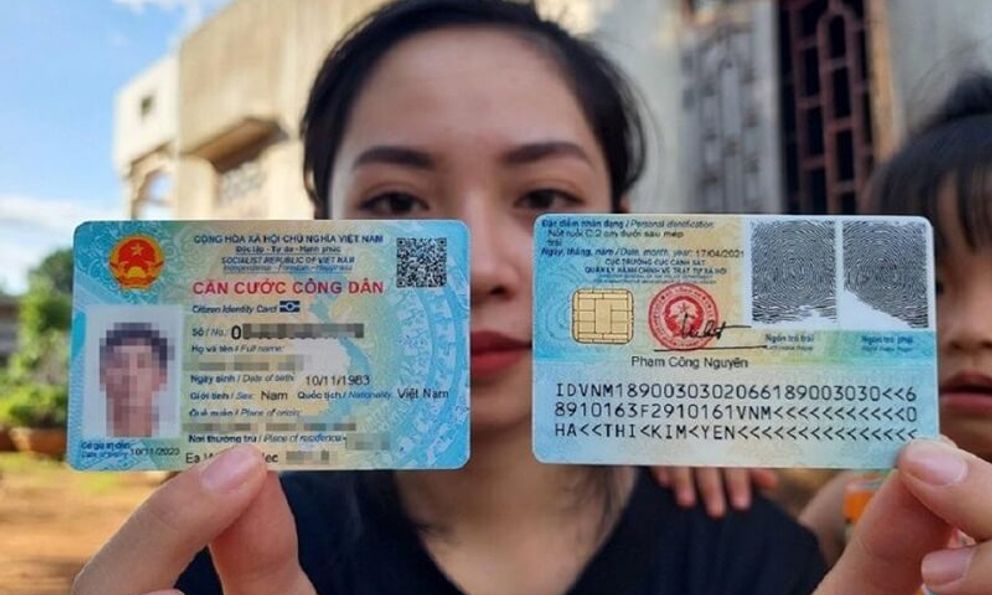 CỘNG HÒA XÃ HỘI CHỦ NGHĨA VIỆT NAM
Độc lập - Tự do - Hạnh phúc
SOCIALIST REPUBLIC OF VIET NAM
Independence - Freedom - Happiness
CĂN CƯỚC CÔNG DÂN
Citizen Identity Card
Số / No.: 0
Họ và tên / Full name:
Ngày sinh / Date of birth: 10/11/1983
Giới tính / Sex: Nam Quốc tịch / Nationality: Việt Nam
Quê quán / Place of origin:
Nơi thường trú / Place of residence:
Có giá trị đến: 10/11/2023
Date of expiry
Ea
Đặc điểm nhân dạng / Personal identification:
Nốt ruồi C:2 cm dưới sau mép
trái
Ngày, tháng, năm / Date, month, year: 17/04/2021
CỤC TRƯỞNG CỤC CẢNH SÁT
QUẢN LÝ HÀNH CHÍNH VỀ TRẬT TỰ XÃ HỘI
Ngón trỏ trái
Ngón trỏ phải
Phạm Công Nguyên
IDVNM1890030302066189003030<<6
8910163F2910161VNM<<<<<<<<<<<0
HA<<THI<KIM<YEN<<<<<<<<<<<<<<<